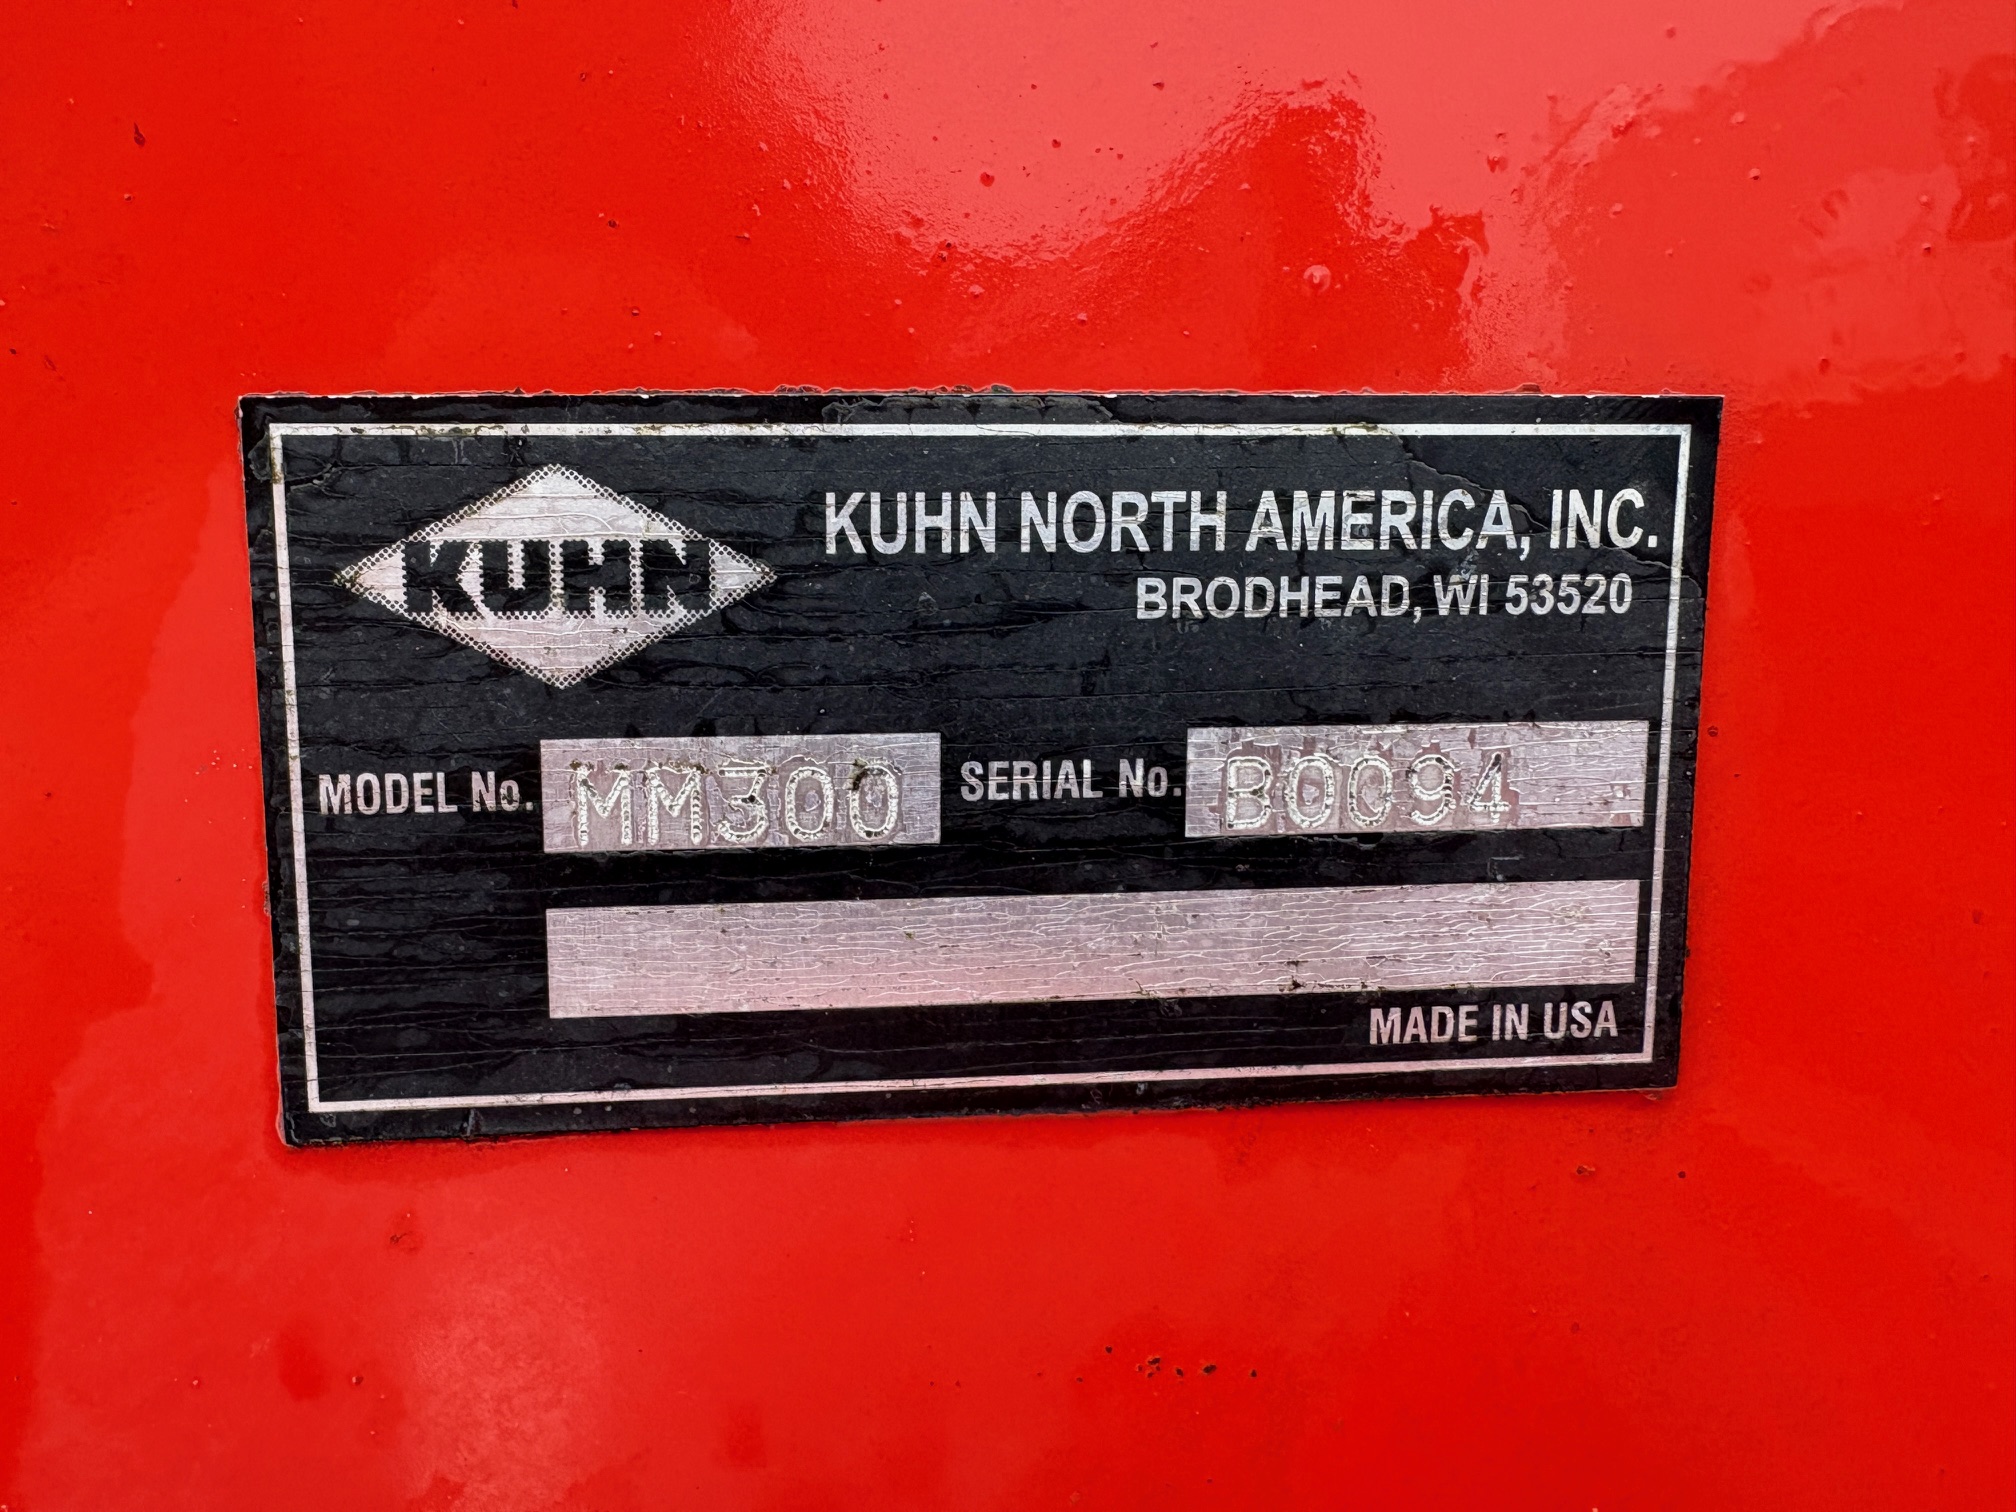 KUHN
KUHN NORTH AMERICA, INC.
BRODHEAD, WI 53520
MODEL No. MM300 SERIAL No. B0094
MADE IN USA